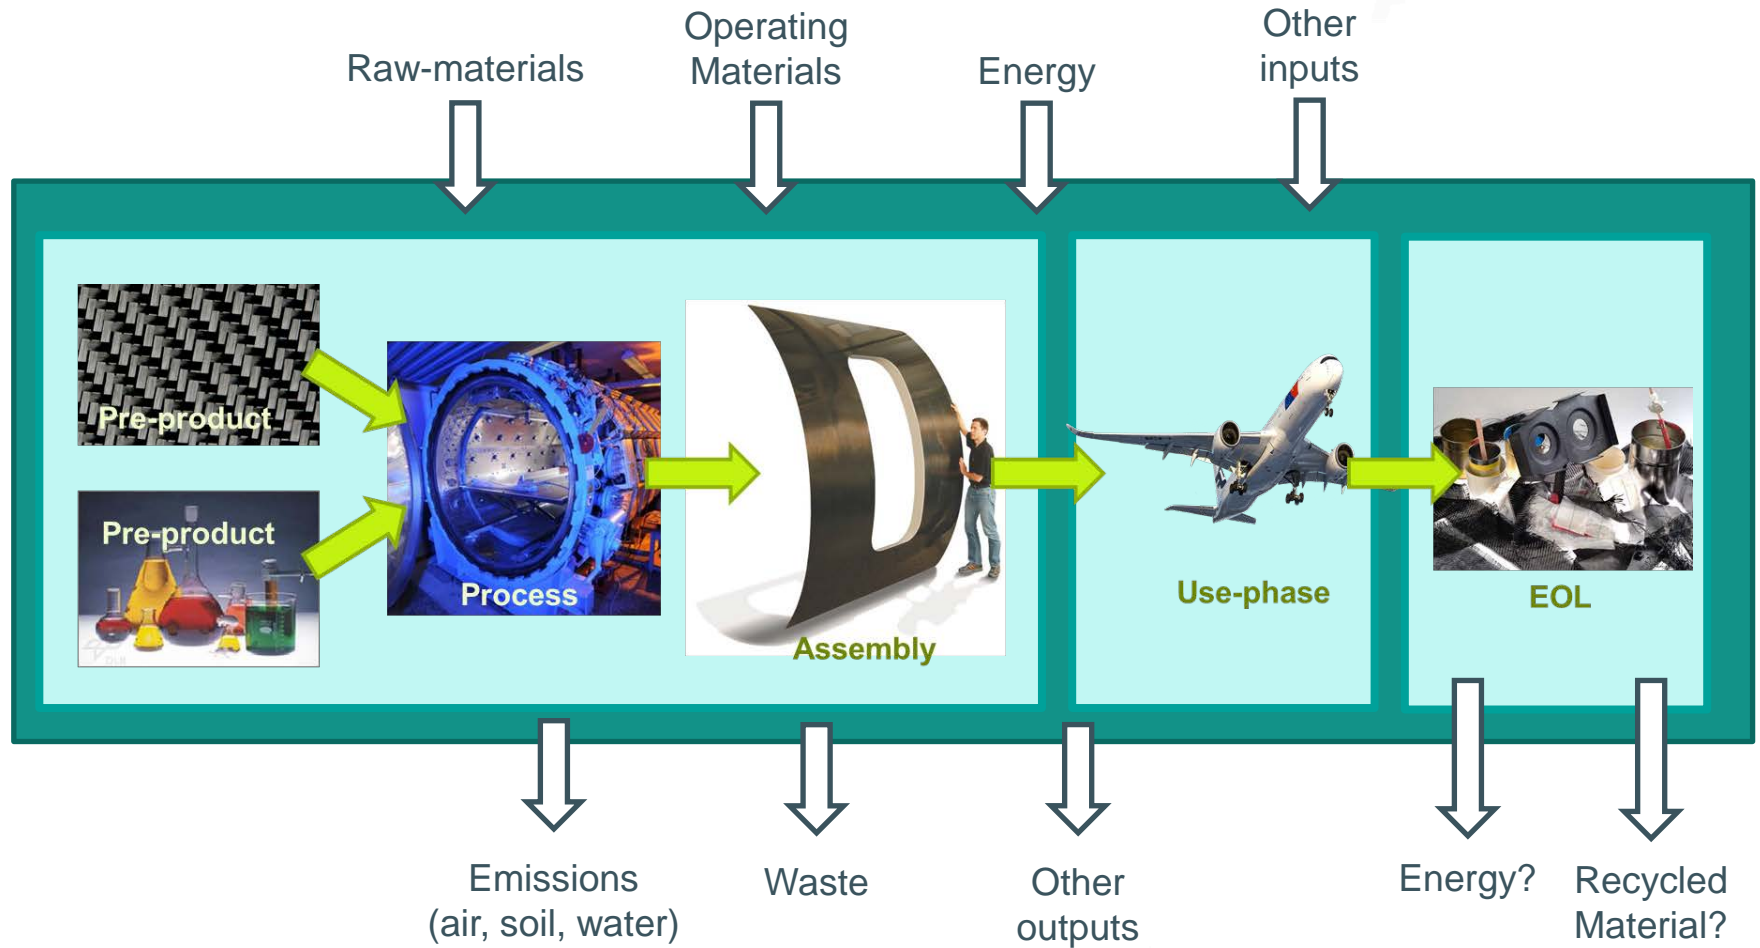 Raw-materials
Operating
Materials
Energy
Other
inputs
Pre-product
Pre-product
Process
Assembly
Use-phase
EOL
DLR
Emissions
(air, soil, water)
Waste
Other
outputs
Energy?
Recycled
Material?